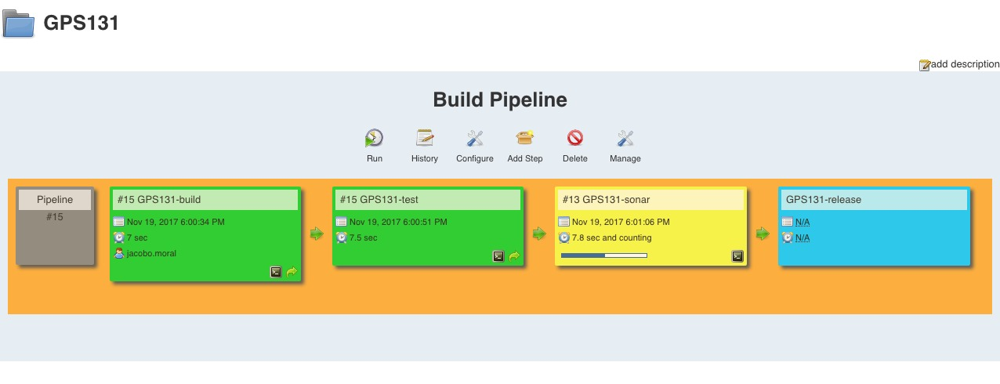 GPS131
add description
Build Pipeline
Run History Configure Add Step Delete Manage
Pipeline
#15
#15 GPS131-build
Nov 19, 2017 6:00:34 PM
7 sec
jacobo.moral
#15 GPS131-test
Nov 19, 2017 6:00:51 PM
7.5 sec
#13 GPS131-sonar
Nov 19, 2017 6:01:06 PM
7.8 sec and counting
GPS131-release
N/A
N/A